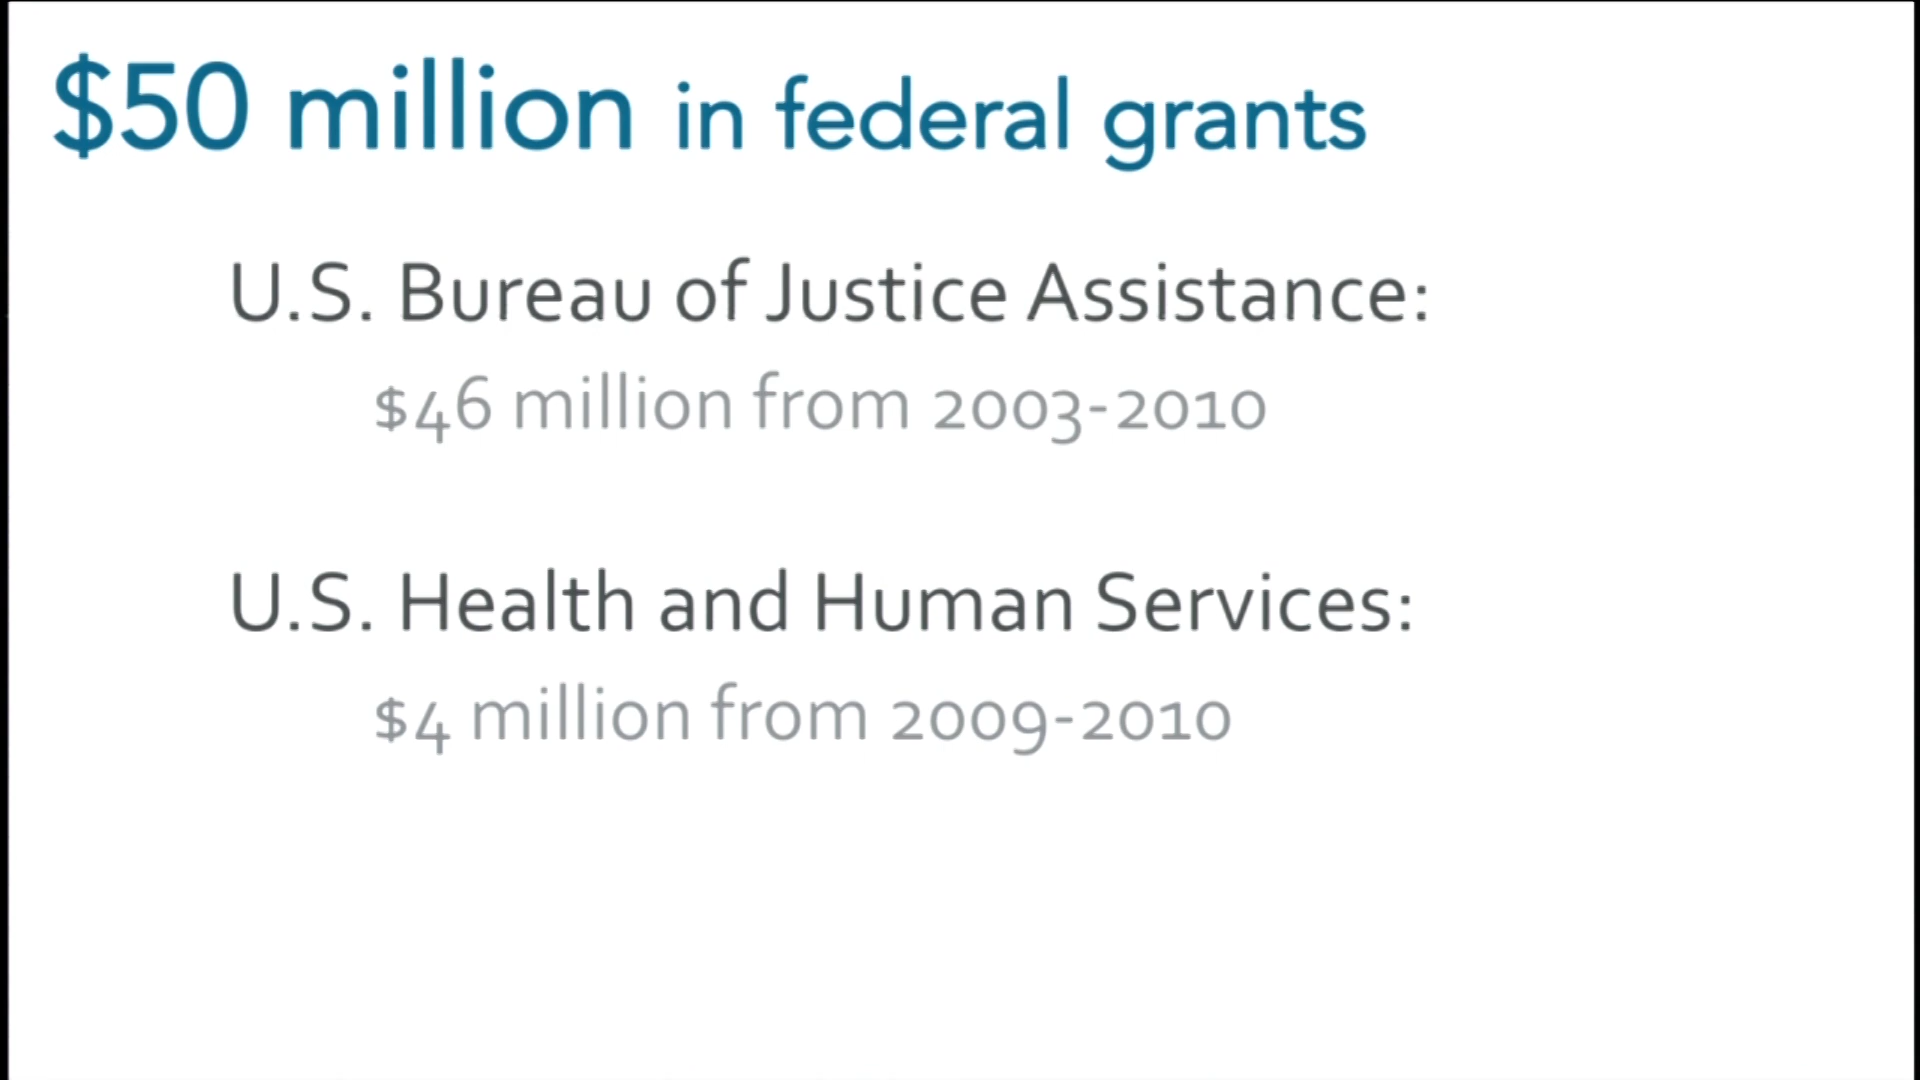 $50 million in federal grants
U.S. Bureau of Justice Assistance:
$46 million from 2003-2010
U.S. Health and Human Services:
$4 million from 2009-2010